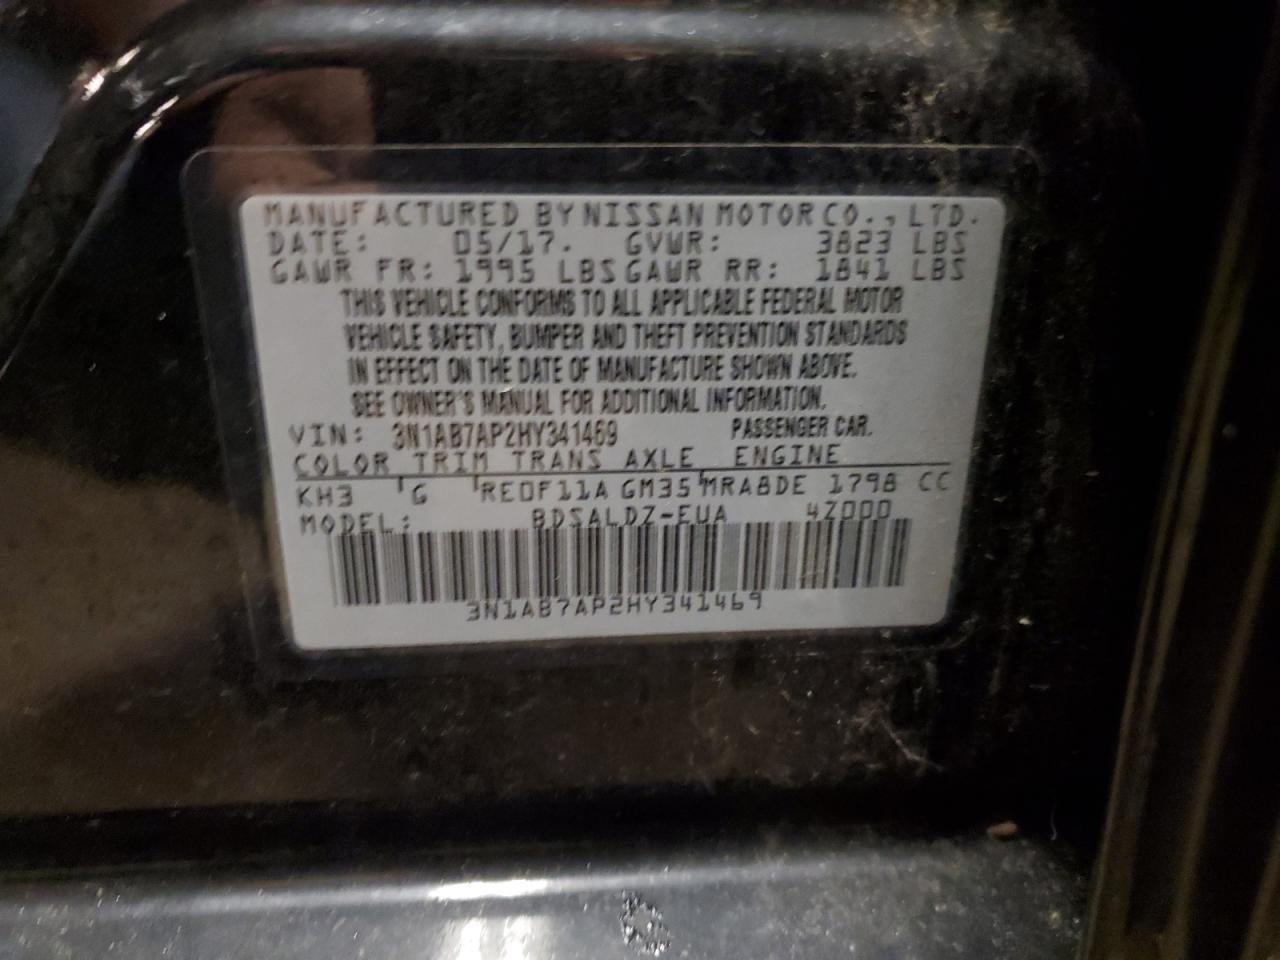 MANUFACTURED BY NISSAN MOTOR CO., LTD.
DATE: 05/17. GVWR: 3823 LBS
GAWR FR: 1995 LBS GAWR RR: 1841 LBS
THIS VEHICLE CONFORMS TO ALL APPLICABLE FEDERAL MOTOR
VEHICLE SAFETY, BUMPER AND THEFT PREVENTION STANDARDS
IN EFFECT ON THE DATE OF MANUFACTURE SHOWN ABOVE.
SEE OWNER'S MANUAL FOR ADDITIONAL INFORMATION.
VIN: 3N1AB7AP2HY341469 PASSENGER CAR.
COLOR TRIM TRANS AXLE ENGINE
KH3 G RE0F11A GM35 MRA8DE 1798 CC
MODEL: BDSALDZ-EUA 4Z000
3N1AB7AP2HY341469